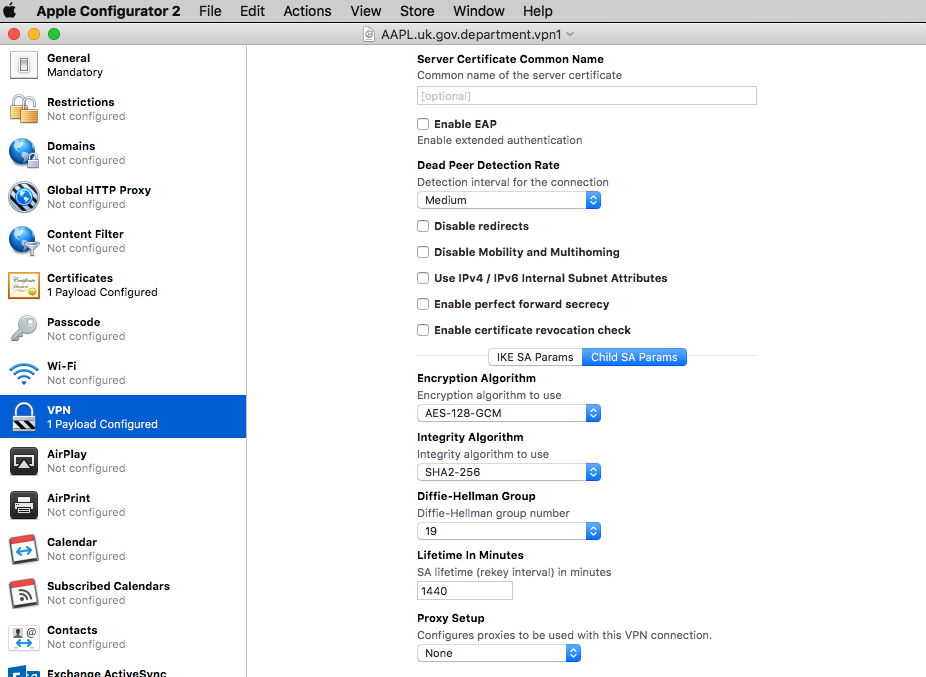 Apple Configurator 2 File Edit Actions View Store Window Help
AAPL.uk.gov.department.vpn1
General
Mandatory
Restrictions
Not configured
Domains
Not configured
Global HTTP Proxy
Not configured
Content Filter
Not configured
Certificates
1 Payload Configured
Passcode
Not configured
Wi-Fi
Not configured
VPN
1 Payload Configured
AirPlay
Not configured
AirPrint
Not configured
Calendar
Not configured
Subscribed Calendars
Not configured
Contacts
Not configured
Exchange ActiveSync
Server Certificate Common Name
Common name of the server certificate
[optional]
Enable EAP
Enable extended authentication
Dead Peer Detection Rate
Detection interval for the connection
Medium
Disable redirects
Disable Mobility and Multihoming
Use IPv4 / IPv6 Internal Subnet Attributes
Enable perfect forward secrecy
Enable certificate revocation check
IKE SA Params Child SA Params
Encryption Algorithm
Encryption algorithm to use
AES-128-GCM
Integrity Algorithm
Integrity algorithm to use
SHA2-256
Diffie-Hellman Group
Diffie-Hellman group number
19
Lifetime In Minutes
SA lifetime (rekey interval) in minutes
1440
Proxy Setup
Configures proxies to be used with this VPN connection.
None